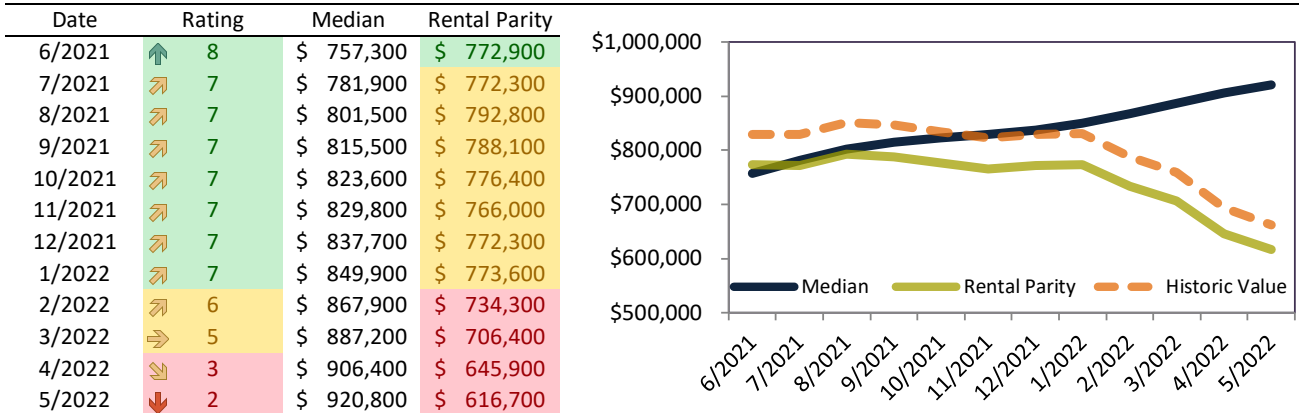 Date Rating Median Rental Parity
6/2021 8 $ 757,300 $ 772,900
7/2021 7 $ 781,900 $ 772,300
8/2021 7 $ 801,500 $ 792,800
9/2021 7 $ 815,500 $ 788,100
10/2021 7 $ 823,600 $ 776,400
11/2021 7 $ 829,800 $ 766,000
12/2021 7 $ 837,700 $ 772,300
1/2022 7 $ 849,900 $ 773,600
2/2022 6 $ 867,900 $ 734,300
3/2022 5 $ 887,200 $ 706,400
4/2022 3 $ 906,400 $ 645,900
5/2022 2 $ 920,800 $ 616,700
$1,000,000
$900,000
$800,000
$700,000
$600,000
$500,000
Median Rental Parity Historic Value
6/2021 7/2021 8/2021 9/2021 10/2021 11/2021 12/2021 1/2022 2/2022 3/2022 4/2022 5/2022